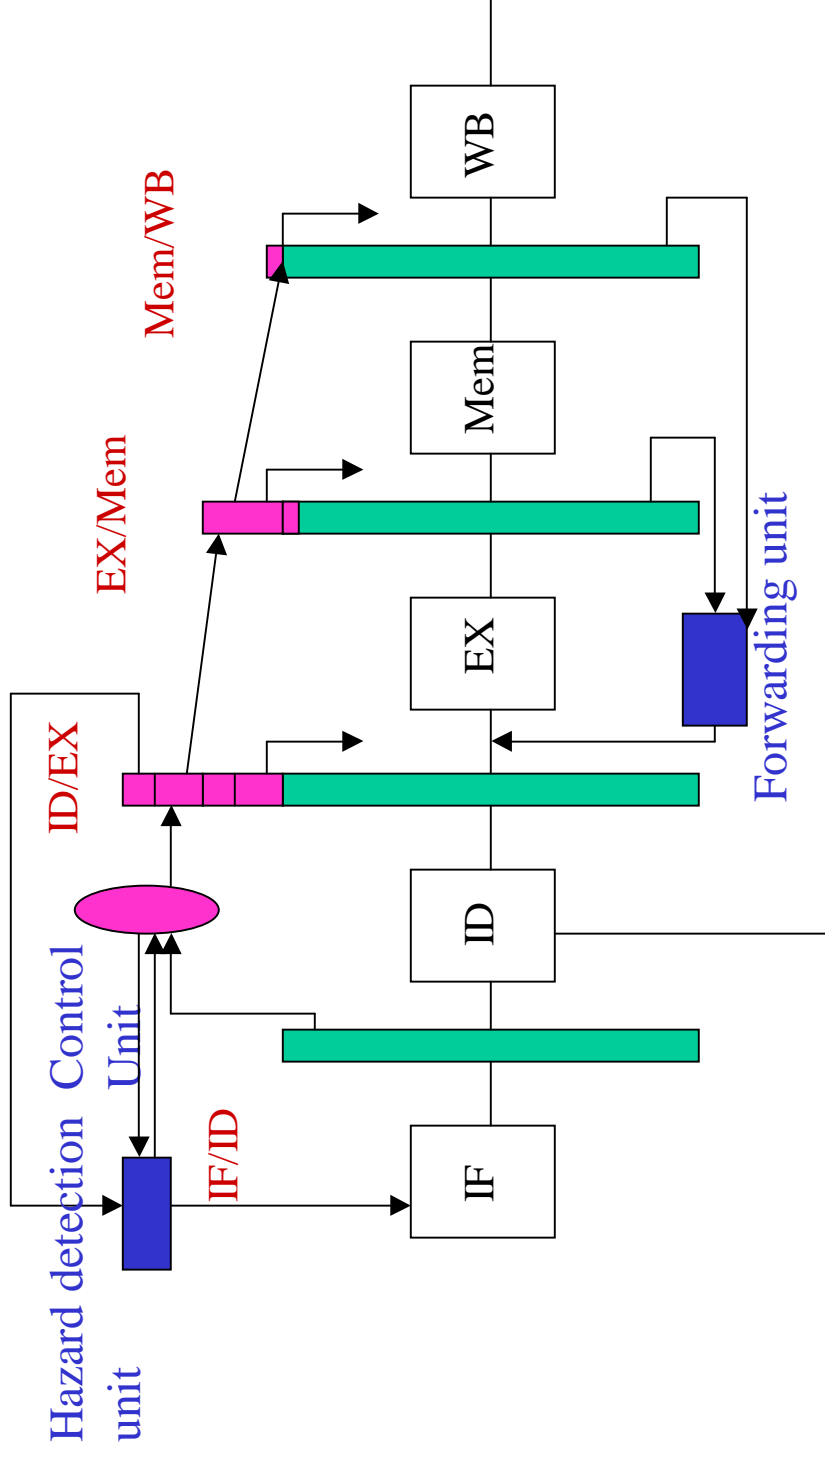 Hazard detection
unit
Control
Unit
IF/ID
ID/EX
EX/Mem
Mem/WB
IF
ID
EX
Mem
WB
Forwarding unit